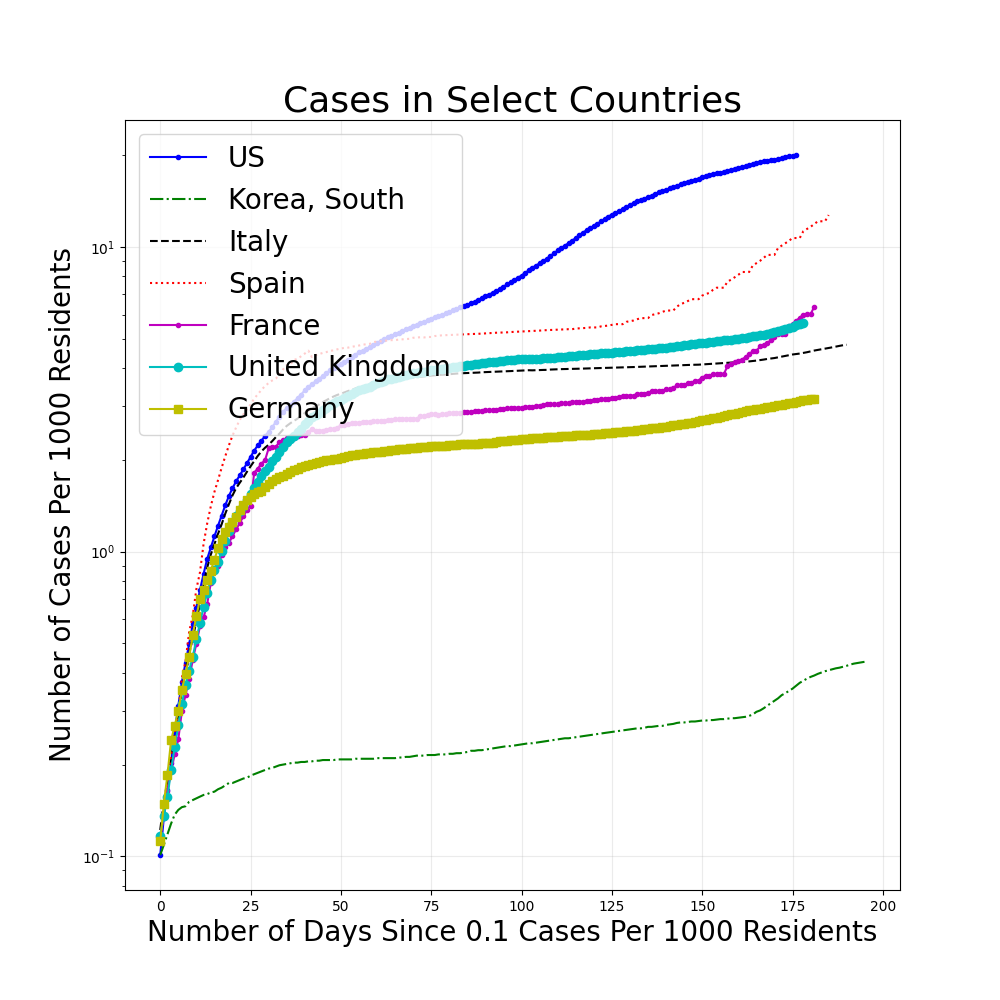 Cases in Select Countries
US
Korea, South
Italy
Spain
France
United Kingdom
Germany
Number of Cases Per 1000 Residents
10¹
10⁰
10⁻¹
0 25 50 75 100 125 150 175 200
Number of Days Since 0.1 Cases Per 1000 Residents